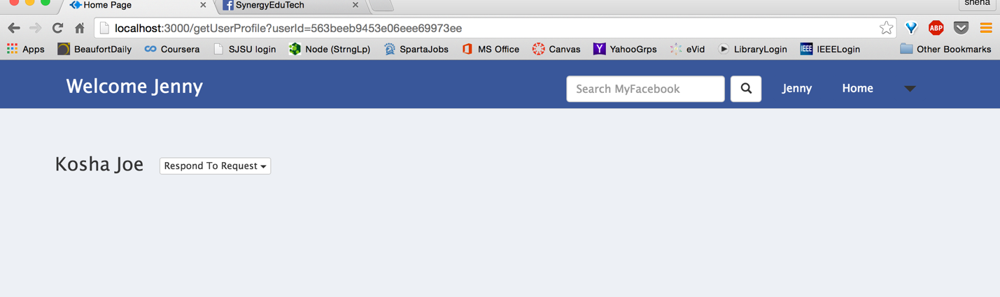 Home Page SynergyEduTech
localhost:3000/getUserProfile?userId=563beeb9453e06eee69973ee ABP
Apps BeaufortDaily Coursera SJSU login Node (StrngLp) SpartaJobs MS Office Canvas Y YahooGrps eVid LibraryLogin IEEE IEEELogin Other Bookmarks
Welcome Jenny Search MyFacebook Jenny Home
Kosha Joe Respond To Request